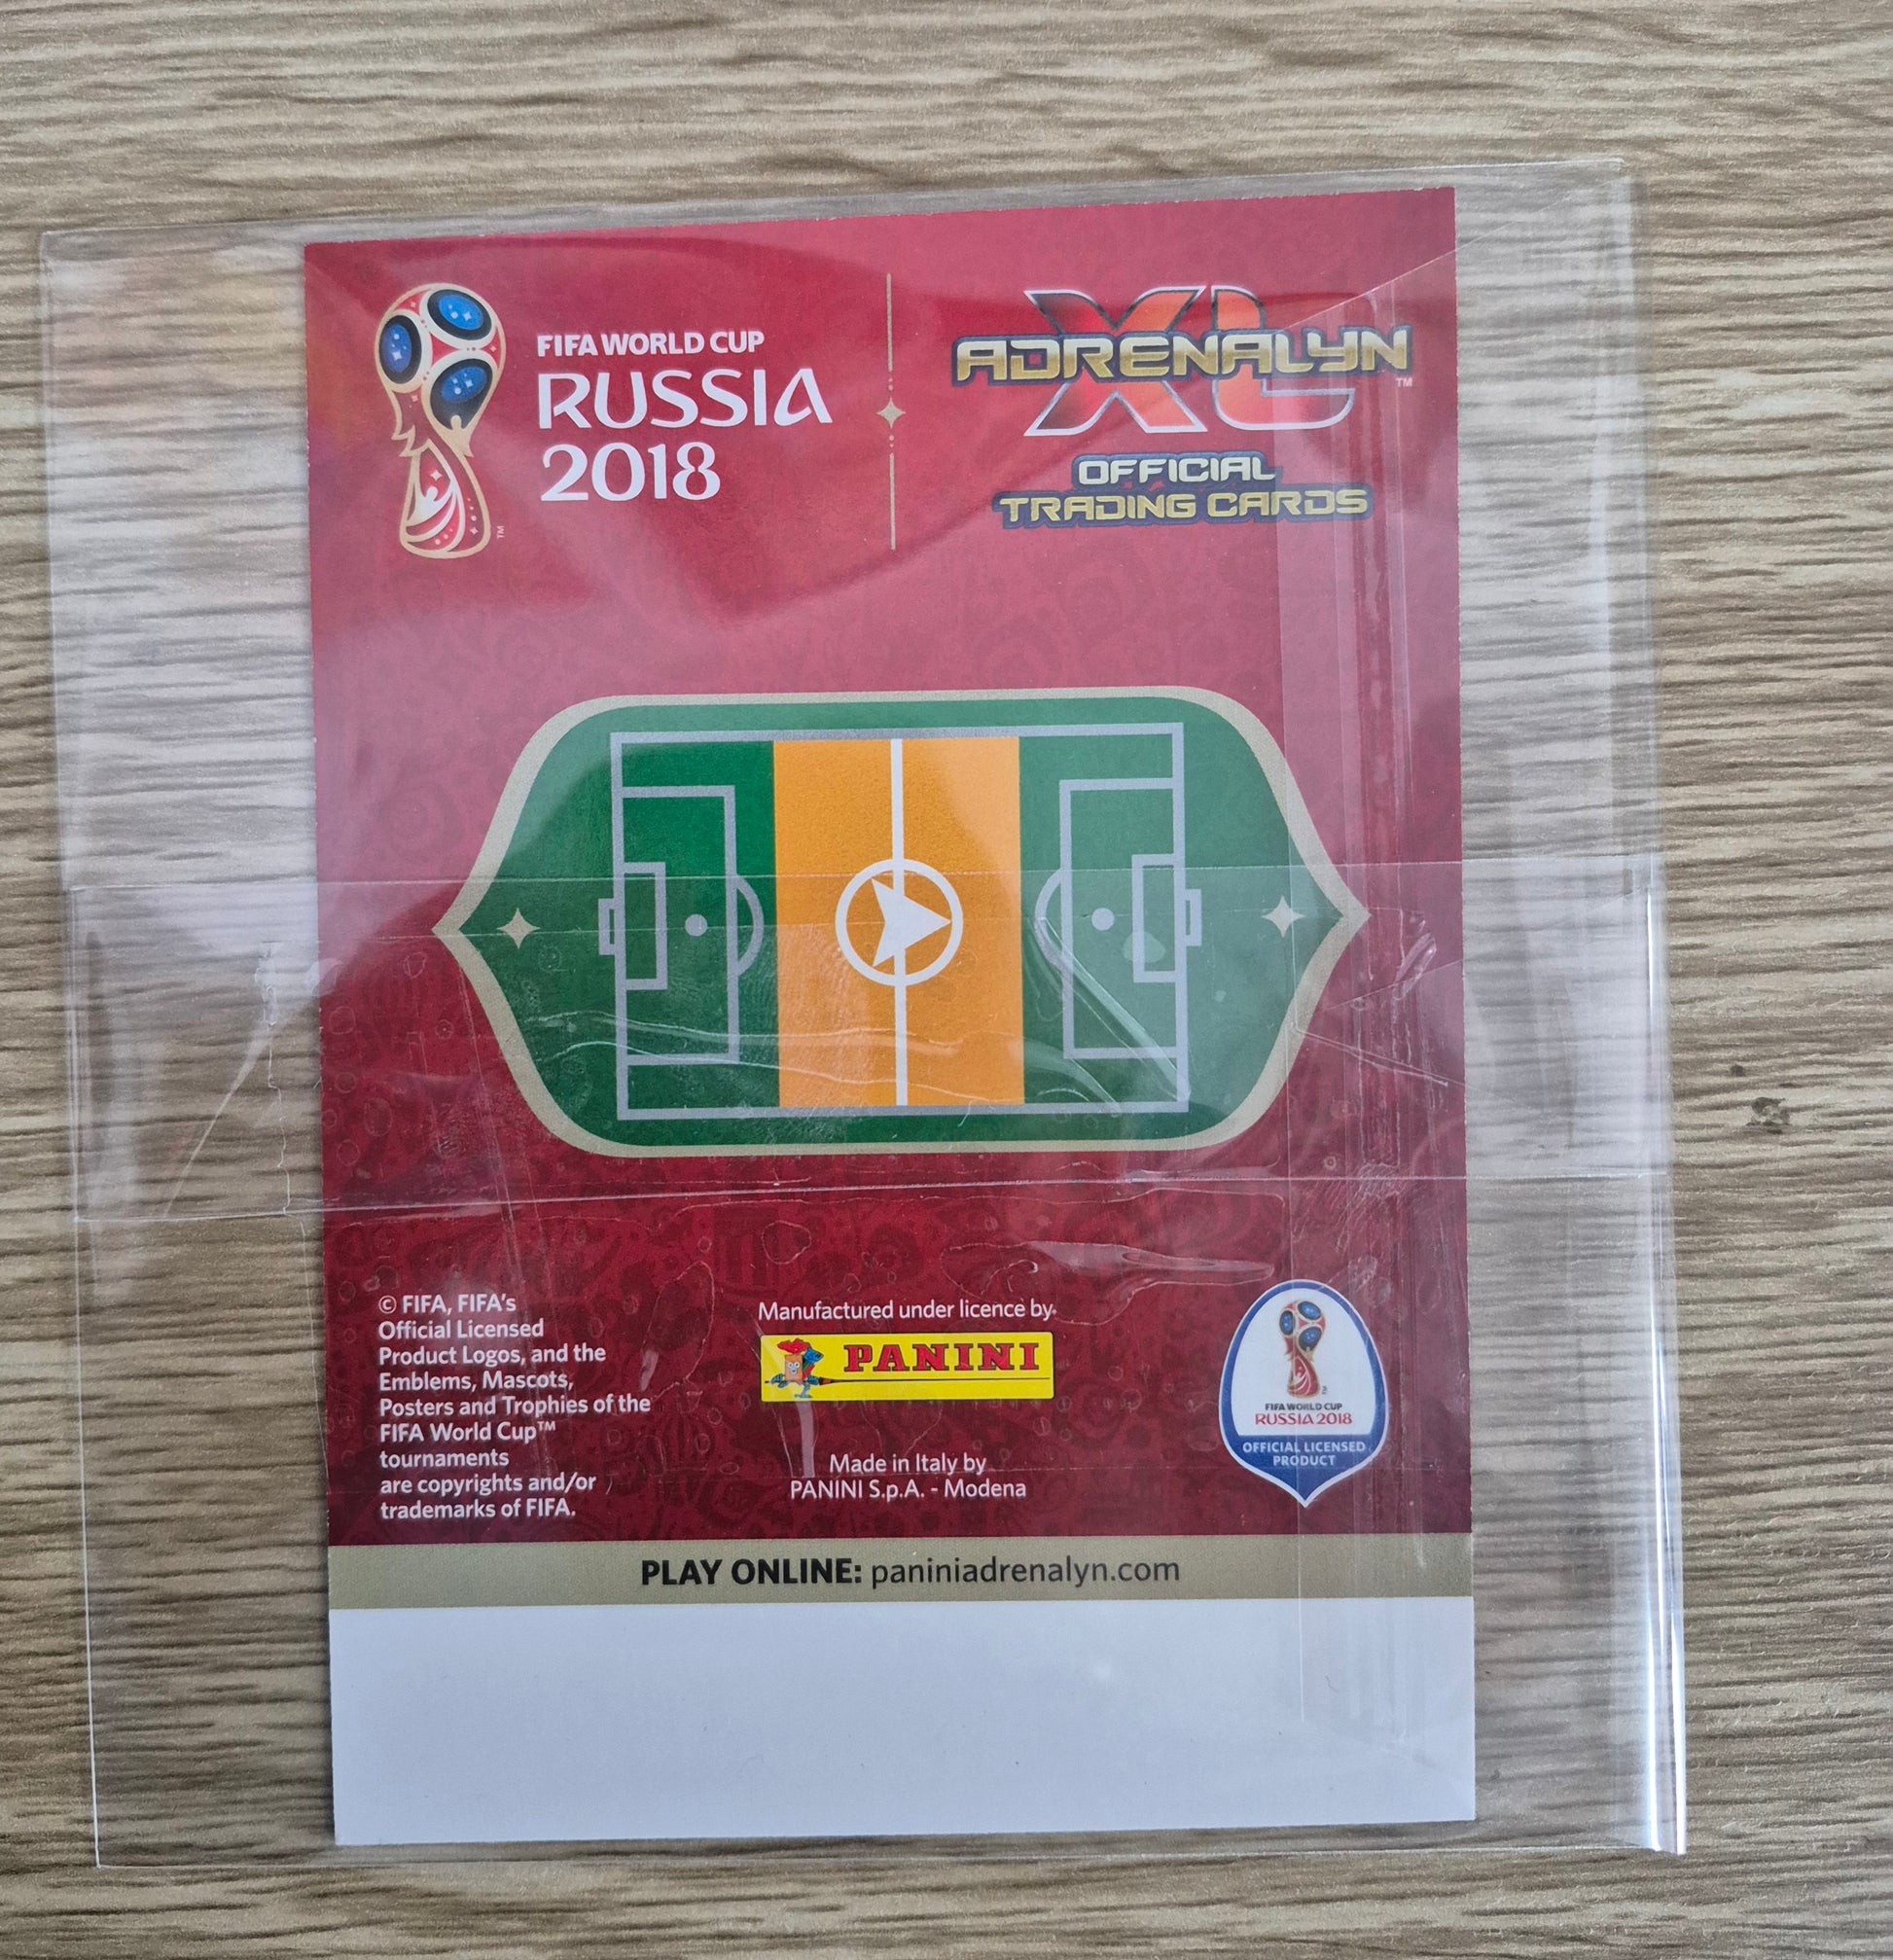 FIFA WORLD CUP
RUSSIA
2018
TM
XL
ADRENALYN
TM
OFFICIAL
TRADING CARDS
© FIFA, FIFA's
Official Licensed
Product Logos, and the
Emblems, Mascots,
Posters and Trophies of the
FIFA World Cup™
tournaments
are copyrights and/or
trademarks of FIFA.
Manufactured under licence by
PANINI
Made in Italy by
PANINI S.p.A. - Modena
TM
FIFA WORLD CUP
RUSSIA 2018
OFFICIAL LICENSED
PRODUCT
PLAY ONLINE: paniniadrenalyn.com